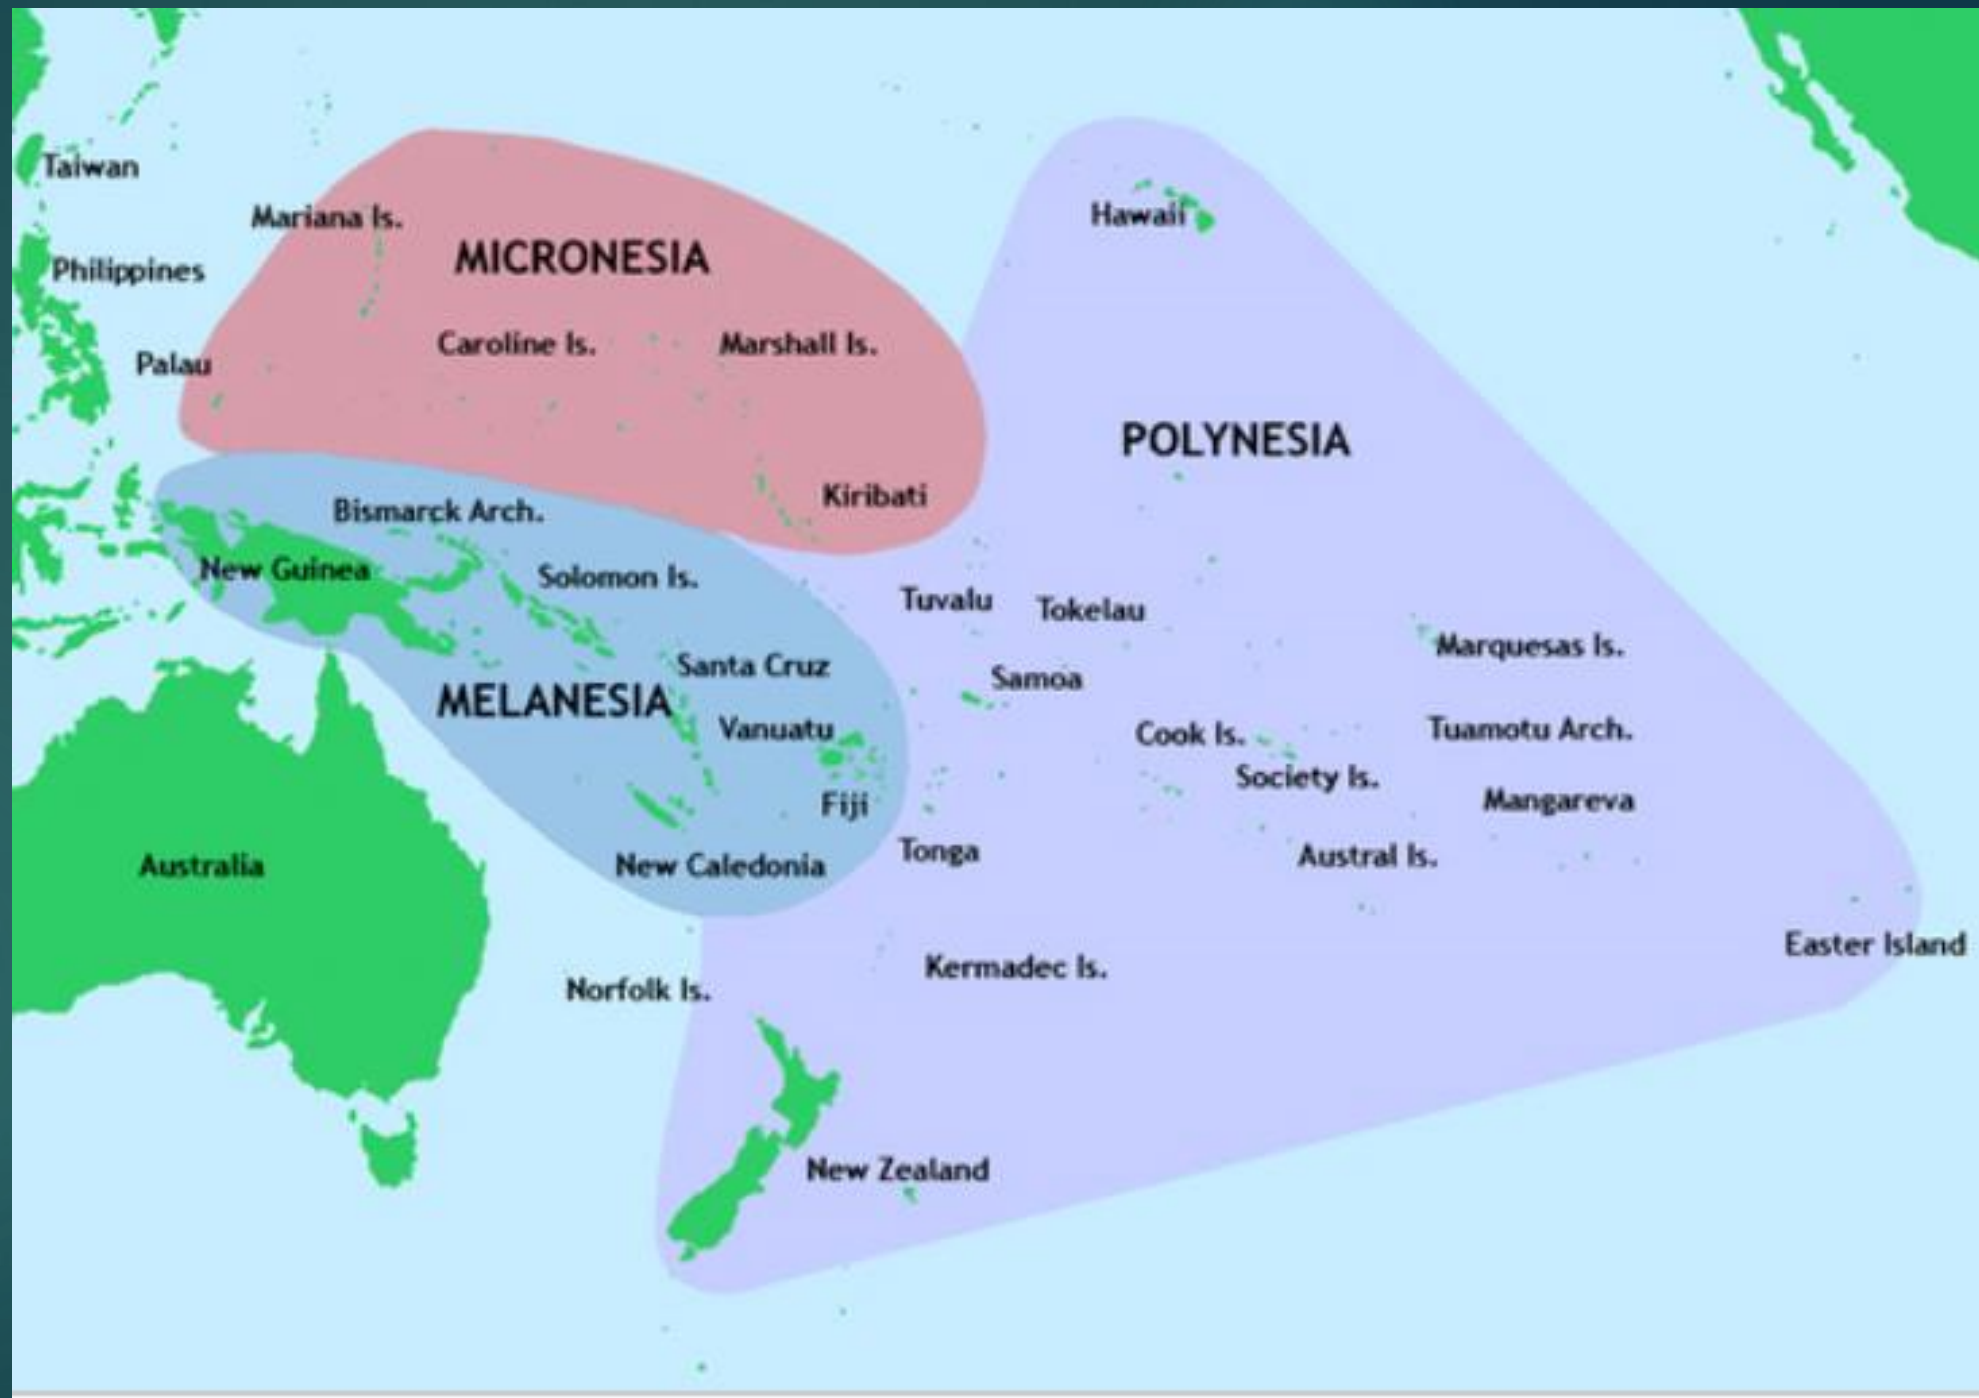 Taiwan
Mariana Is.
Hawaii
MICRONESIA
Philippines
Caroline Is.
Marshall Is.
Palau
POLYNESIA
Kiribati
Bismarck Arch.
New Guinea
Solomon Is.
Tuvalu
Tokelau
Marquesas Is.
Santa Cruz
Samoa
MELANESIA
Vanuatu
Cook Is.
Tuamotu Arch.
Society Is.
Fiji
Mangareva
Tonga
Austral Is.
Australia
New Caledonia
Easter Island
Kermadec Is.
Norfolk Is.
New Zealand